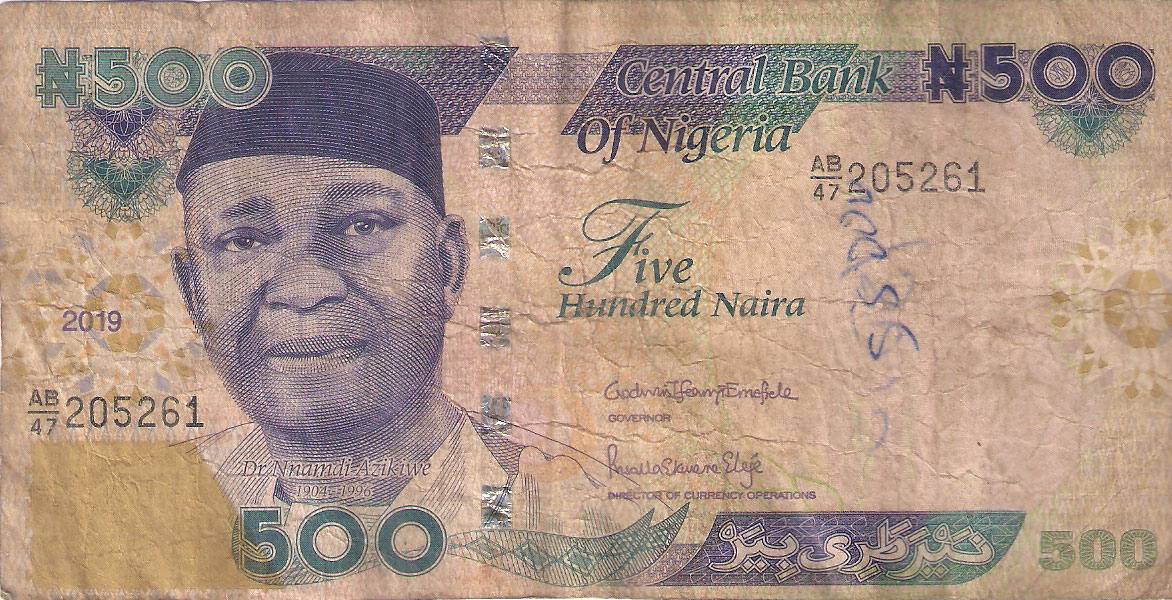 ₦500
Central Bank
Of Nigeria
₦500
AB/47 205261
Five
Hundred Naira
2019
AB/47 205261
GOVERNOR
Dr Nnamdi Azikiwe
1904-1996
DIRECTOR OF CURRENCY OPERATIONS
500
نَيْرَ طَرِى بِيَرْ
500